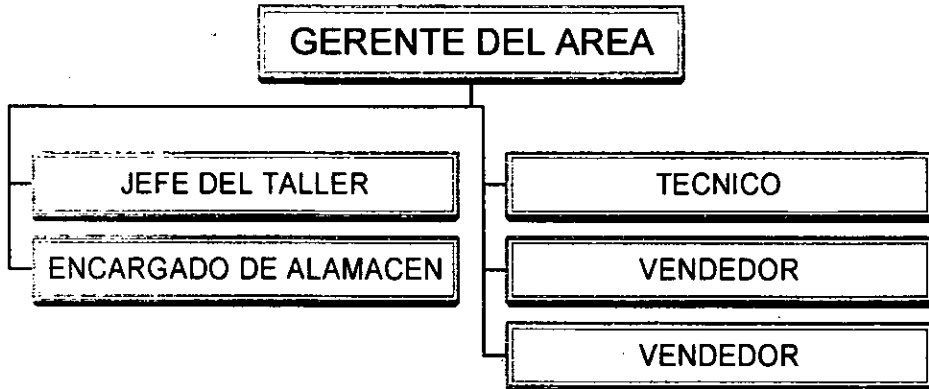 GERENTE DEL AREA
JEFE DEL TALLER
TECNICO
ENCARGADO DE ALAMACEN
VENDEDOR
VENDEDOR